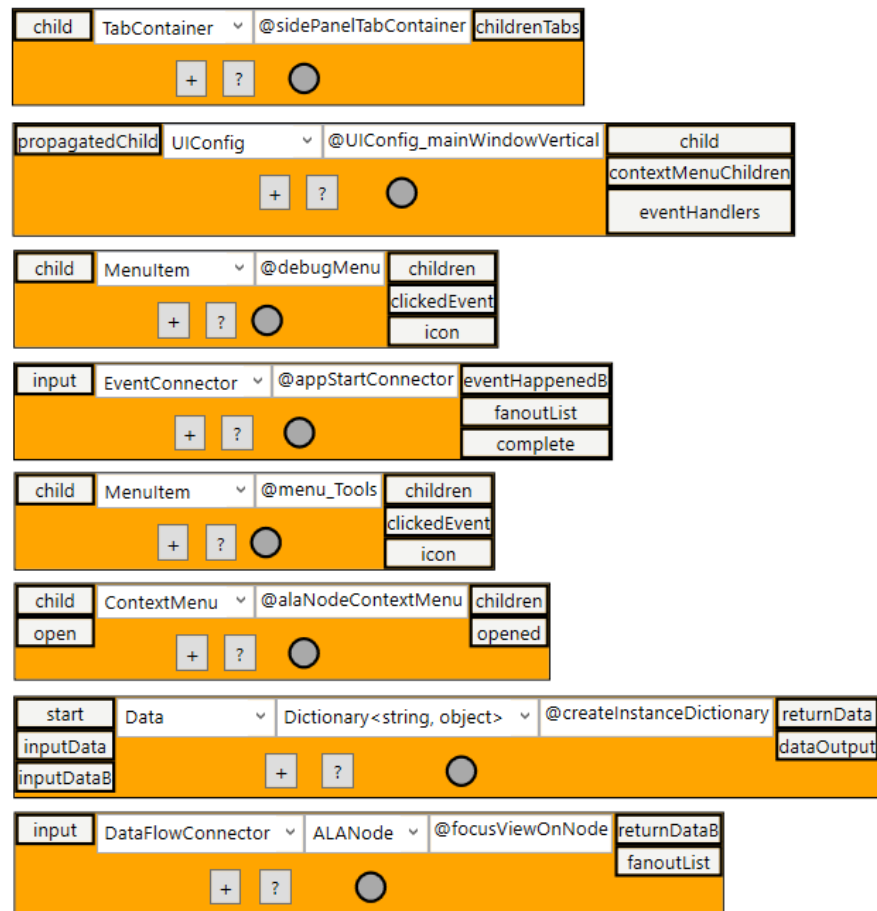 child TabContainer @sidePanelTabContainer childrenTabs
+ ?
propagatedChild UIConfig @UIConfig_mainWindowVertical child
contextMenuChildren
+ ? eventHandlers
child MenuItem @debugMenu children
clickedEvent
+ ? icon
input EventConnector @appStartConnector eventHappenedB
fanoutList
+ ? complete
child MenuItem @menu_Tools children
clickedEvent
+ ? icon
child ContextMenu @alaNodeContextMenu children
open opened
+ ?
start Data Dictionary<string, object> @createInstanceDictionary returnData
inputData dataOutput
inputDataB + ?
input DataFlowConnector ALANode @focusViewOnNode returnDataB
fanoutList
+ ?